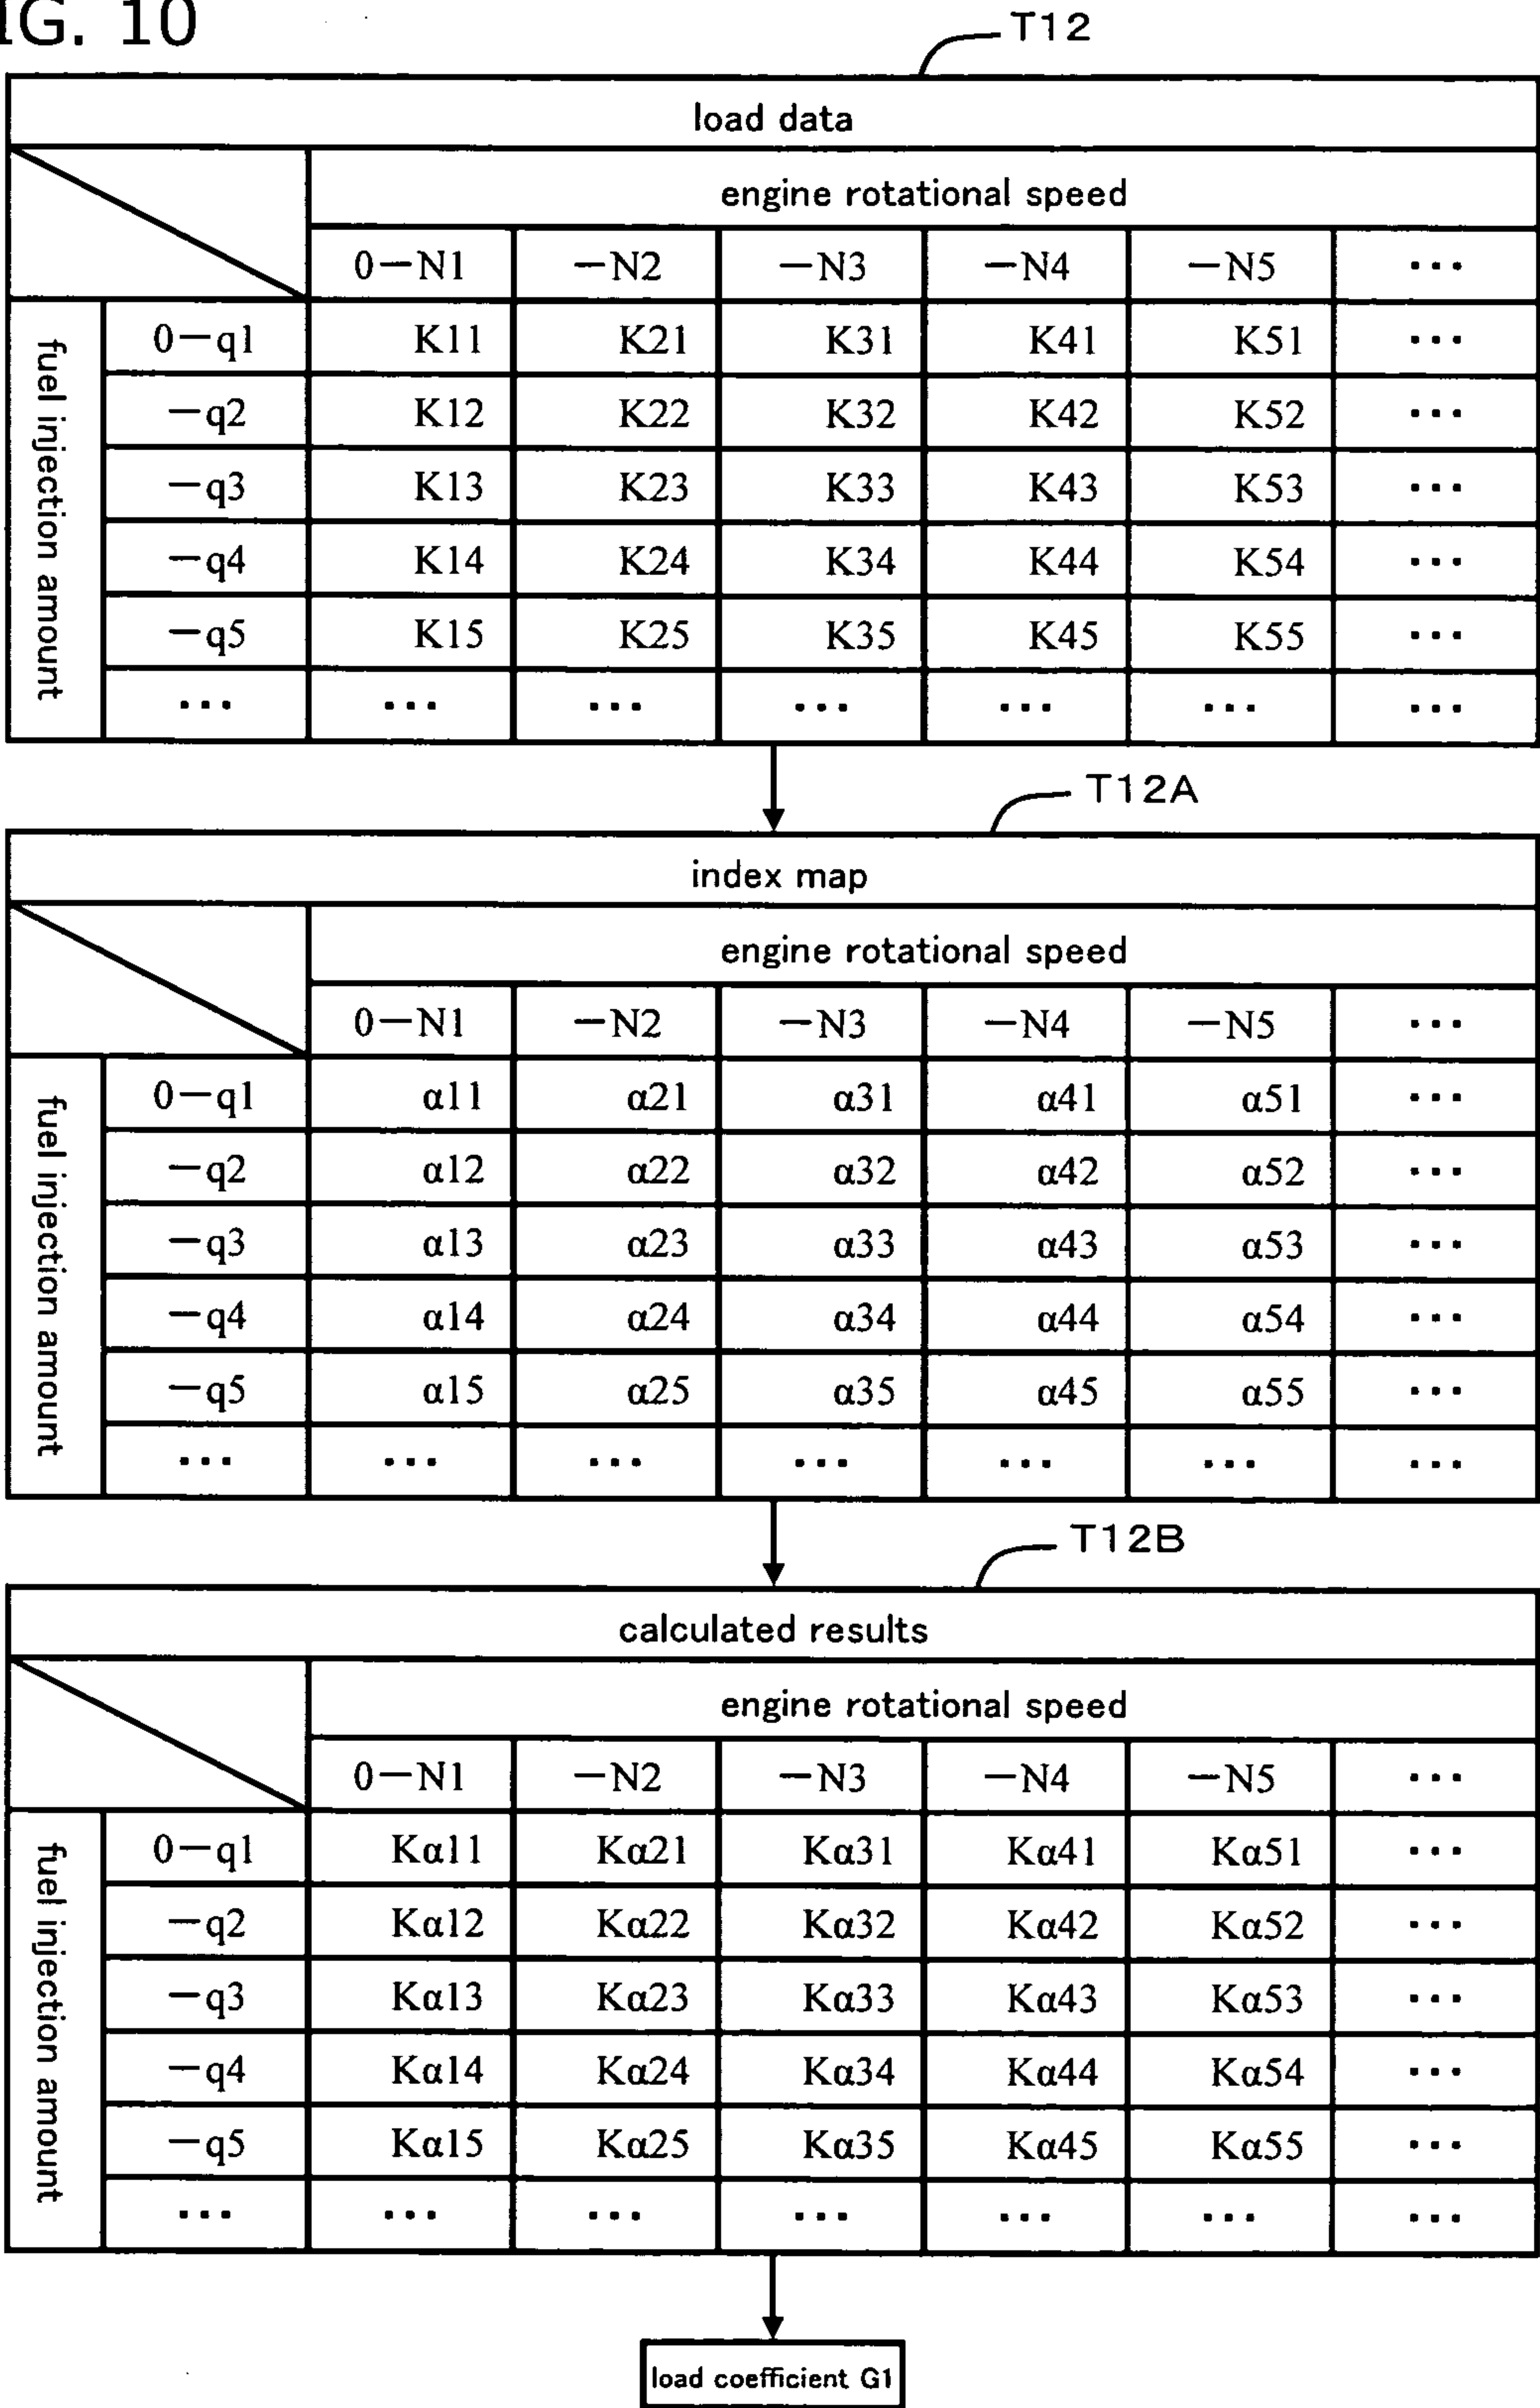 IG. 10
T12
load data
engine rotational speed
0—N1 —N2 —N3 —N4 —N5 ...
fuel injection amount
0—q1 K11 K21 K31 K41 K51 ...
—q2 K12 K22 K32 K42 K52 ...
—q3 K13 K23 K33 K43 K53 ...
—q4 K14 K24 K34 K44 K54 ...
—q5 K15 K25 K35 K45 K55 ...
... ... ... ... ... ... ...
T12A
index map
engine rotational speed
0—N1 —N2 —N3 —N4 —N5 ...
fuel injection amount
0—q1 α11 α21 α31 α41 α51 ...
—q2 α12 α22 α32 α42 α52 ...
—q3 α13 α23 α33 α43 α53 ...
—q4 α14 α24 α34 α44 α54 ...
—q5 α15 α25 α35 α45 α55 ...
... ... ... ... ... ... ...
T12B
calculated results
engine rotational speed
0—N1 —N2 —N3 —N4 —N5 ...
fuel injection amount
0—q1 Kα11 Kα21 Kα31 Kα41 Kα51 ...
—q2 Kα12 Kα22 Kα32 Kα42 Kα52 ...
—q3 Kα13 Kα23 Kα33 Kα43 Kα53 ...
—q4 Kα14 Kα24 Kα34 Kα44 Kα54 ...
—q5 Kα15 Kα25 Kα35 Kα45 Kα55 ...
... ... ... ... ... ... ...
load coefficient G1